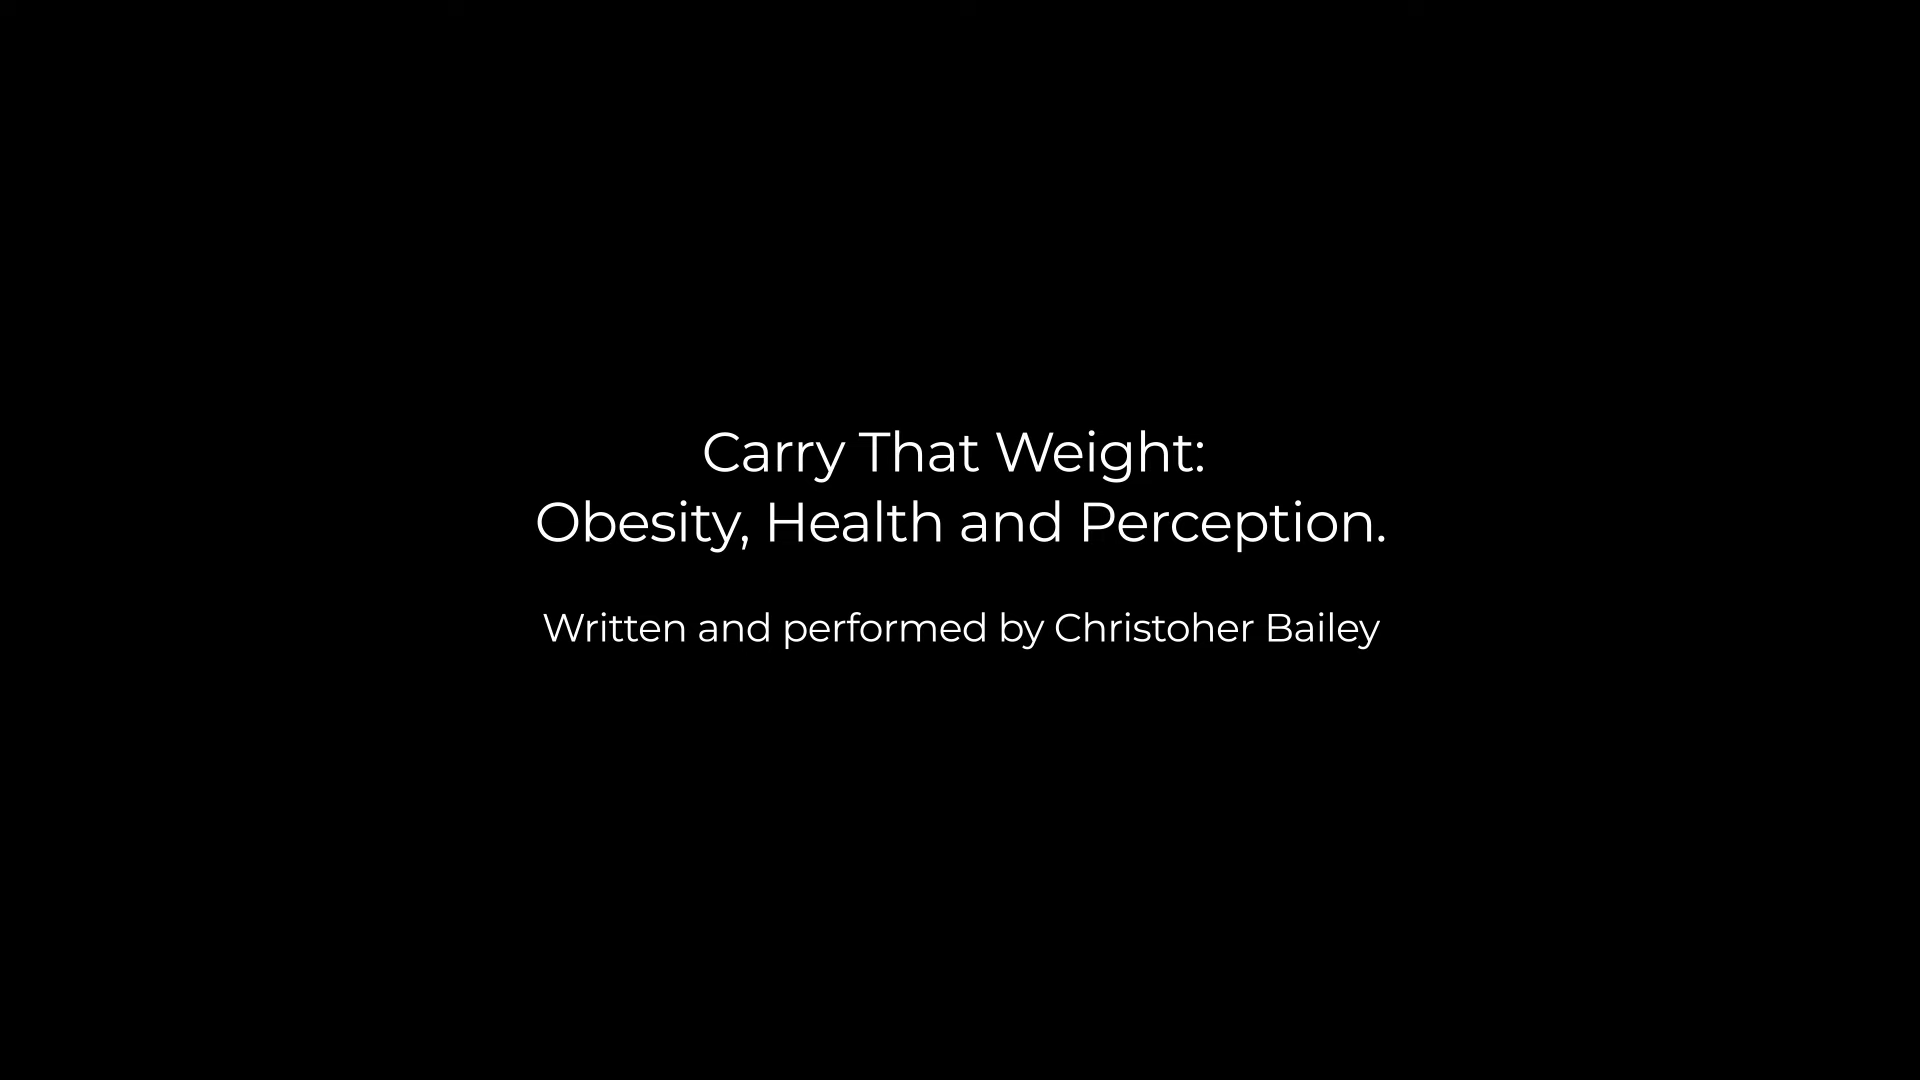 Carry That Weight:
Obesity, Health and Perception.
Written and performed by Christoher Bailey